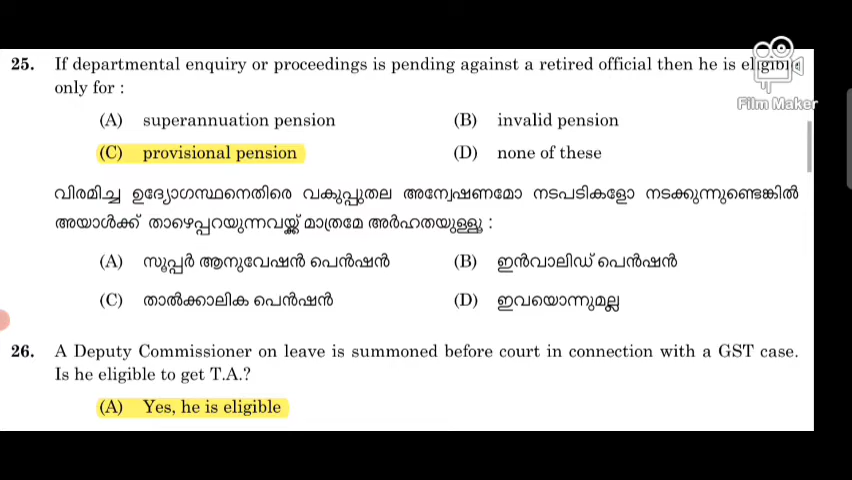 25. If departmental enquiry or proceedings is pending against a retired official then he is eligible
only for :
(A) superannuation pension (B) invalid pension
(C) provisional pension (D) none of these
വിരമിച്ച ഉദ്യോഗസ്ഥനെതിരെ വകുപ്പുതല അന്വേഷണമോ നടപടികളോ നടക്കുന്നുണ്ടെങ്കിൽ
അയാൾക്ക് താഴെപ്പറയുന്നവയ്ക്ക് മാത്രമേ അർഹതയുള്ളൂ :
(A) സൂപ്പർ ആനുവേഷൻ പെൻഷൻ (B) ഇൻവാലിഡ് പെൻഷൻ
(C) താൽക്കാലിക പെൻഷൻ (D) ഇവയൊന്നുമല്ല
26. A Deputy Commissioner on leave is summoned before court in connection with a GST case.
Is he eligible to get T.A.?
(A) Yes, he is eligible
Film Maker